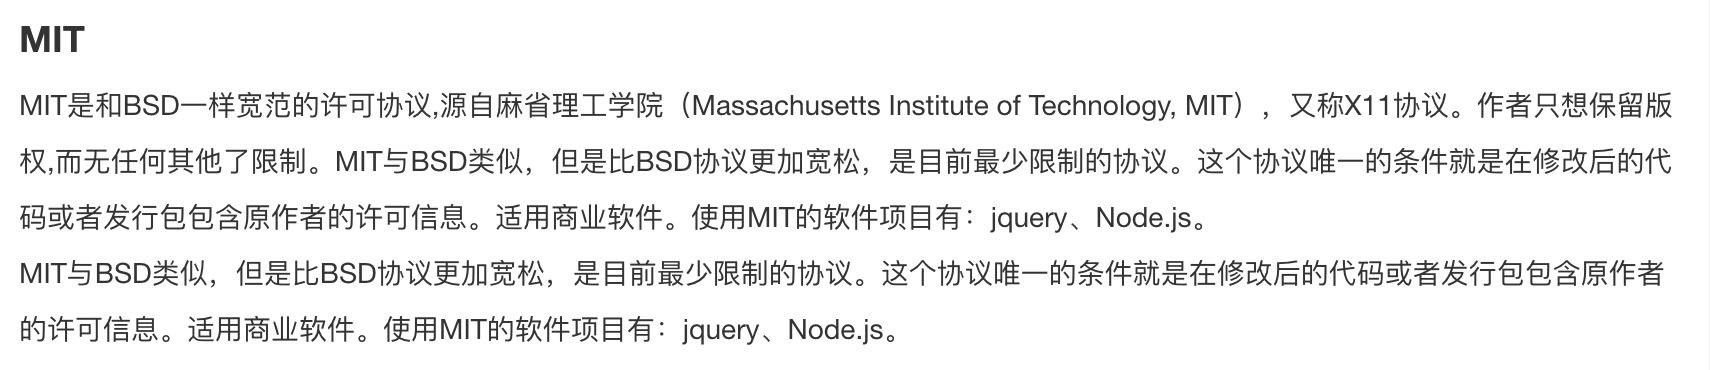 MIT
MIT是和BSD一样宽范的许可协议,源自麻省理工学院（Massachusetts Institute of Technology, MIT），又称X11协议。作者只想保留版
权,而无任何其他了限制。MIT与BSD类似，但是比BSD协议更加宽松，是目前最少限制的协议。这个协议唯一的条件就是在修改后的代
码或者发行包包含原作者的许可信息。适用商业软件。使用MIT的软件项目有：jquery、Node.js。
MIT与BSD类似，但是比BSD协议更加宽松，是目前最少限制的协议。这个协议唯一的条件就是在修改后的代码或者发行包包含原作者
的许可信息。适用商业软件。使用MIT的软件项目有：jquery、Node.js。